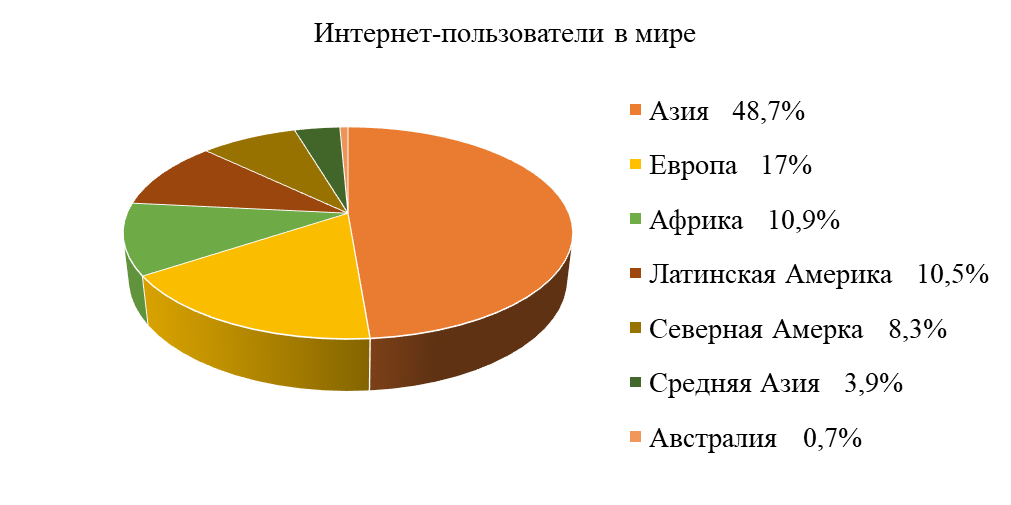 Интернет-пользователи в мире
Азия 48,7%
Европа 17%
Африка 10,9%
Латинская Америка 10,5%
Северная Амерка 8,3%
Средняя Азия 3,9%
Австралия 0,7%